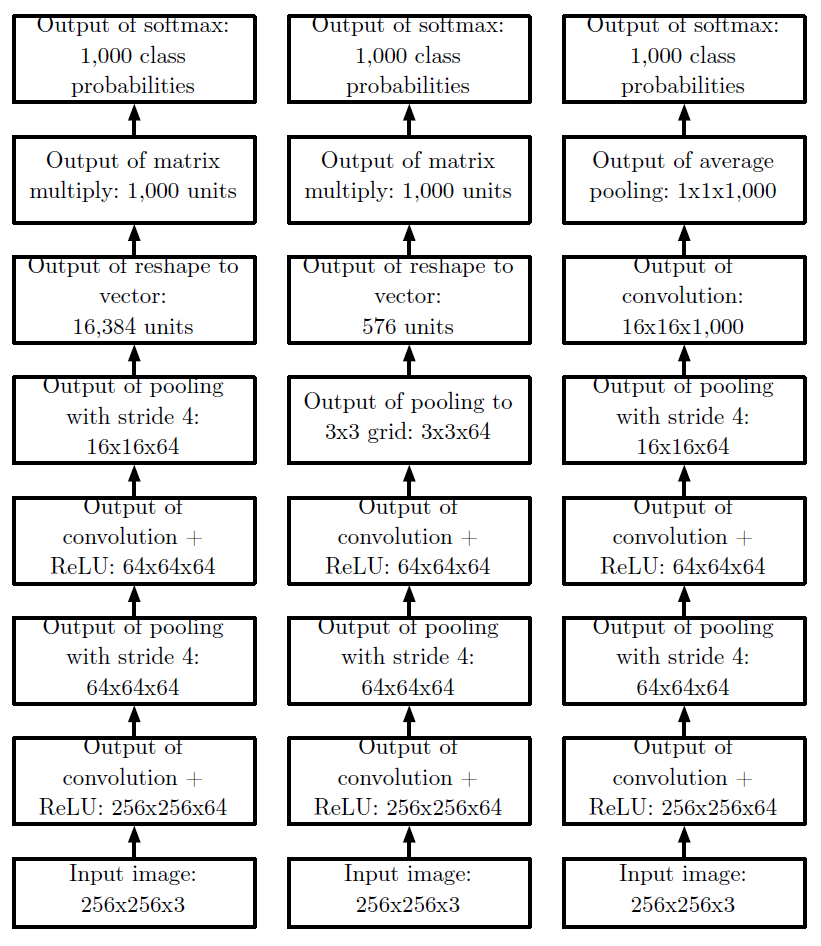 Output of softmax:
1,000 class
probabilities
Output of matrix
multiply: 1,000 units
Output of reshape to
vector:
16,384 units
Output of pooling
with stride 4:
16x16x64
Output of
convolution +
ReLU: 64x64x64
Output of pooling
with stride 4:
64x64x64
Output of
convolution +
ReLU: 256x256x64
Input image:
256x256x3
Output of softmax:
1,000 class
probabilities
Output of matrix
multiply: 1,000 units
Output of reshape to
vector:
576 units
Output of pooling to
3x3 grid: 3x3x64
Output of
convolution +
ReLU: 64x64x64
Output of pooling
with stride 4:
64x64x64
Output of
convolution +
ReLU: 256x256x64
Input image:
256x256x3
Output of softmax:
1,000 class
probabilities
Output of average
pooling: 1x1x1,000
Output of
convolution:
16x16x1,000
Output of pooling
with stride 4:
16x16x64
Output of
convolution +
ReLU: 64x64x64
Output of pooling
with stride 4:
64x64x64
Output of
convolution +
ReLU: 256x256x64
Input image:
256x256x3